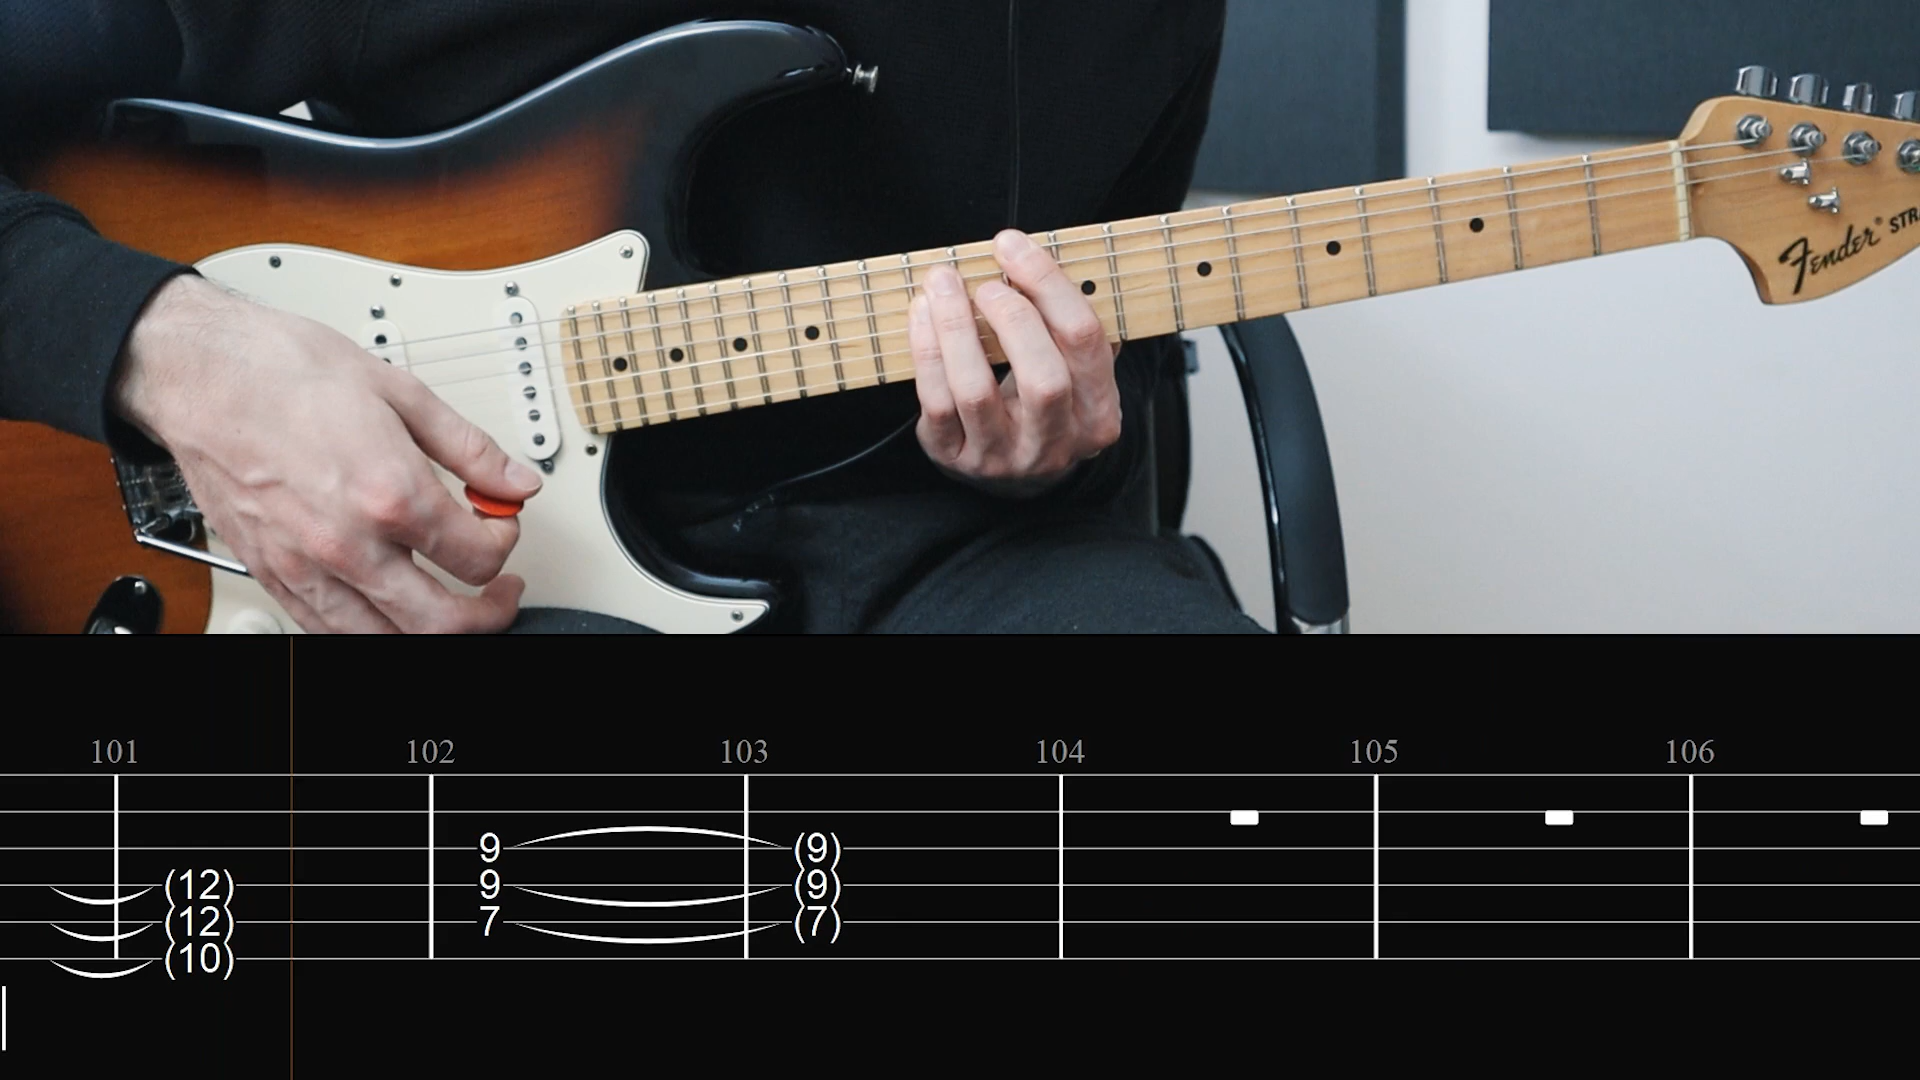 Fender® STRA
101 102 103 104 105 106
9 (9)
(12) 9 (9)
(12) 7 (7)
(10)